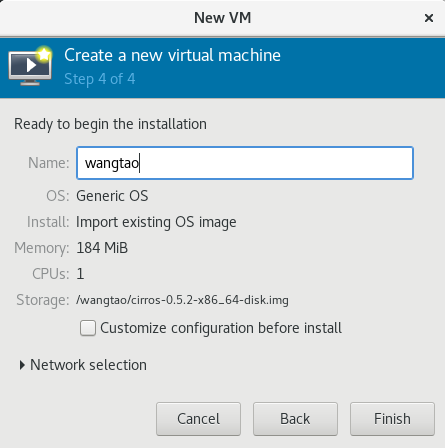 New VM
Create a new virtual machine
Step 4 of 4
Ready to begin the installation
Name: wangtao
OS: Generic OS
Install: Import existing OS image
Memory: 184 MiB
CPUs: 1
Storage: /wangtao/cirros-0.5.2-x86_64-disk.img
Customize configuration before install
Network selection
Cancel Back Finish